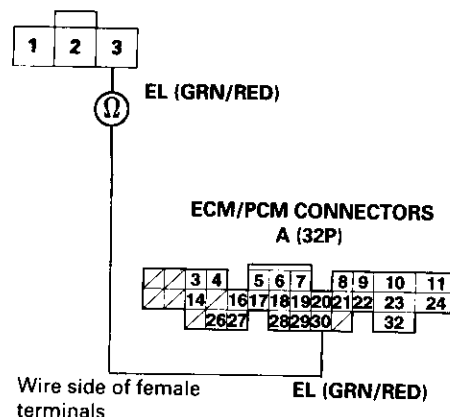 1 2 3
EL (GRN/RED)
Ω
ECM/PCM CONNECTORS
A (32P)
3 4 5 6 7 8 9 10 11
14 16 17 18 19 20 21 22 23 24
26 27 28 29 30 32
Wire side of female
terminals
EL (GRN/RED)